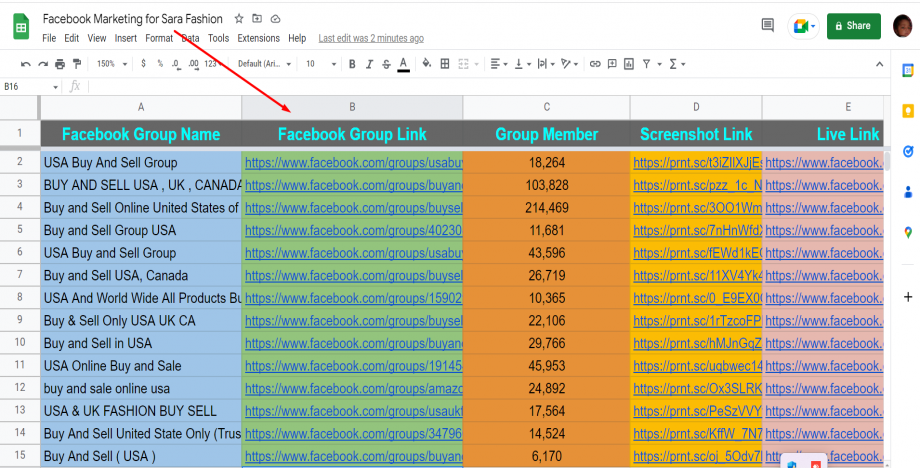 Facebook Marketing for Sara Fashion
File Edit View Insert Format Data Tools Extensions Help Last edit was 2 minutes ago
Share
150% $ % .0 .00 123 Default (Ari... 10 B I S A
B16 fx
A B C D E
1 Facebook Group Name Facebook Group Link Group Member Screenshot Link Live Link
2 USA Buy And Sell Group https://www.facebook.com/groups/usabu 18,264 https://prnt.sc/t3iZIlXJjEs https://www.facebook.
3 BUY AND SELL USA , UK , CANADA https://www.facebook.com/groups/buyan 103,828 https://prnt.sc/pzz_1c_N https://www.facebook.
4 Buy and Sell Online United States of https://www.facebook.com/groups/buysel 214,469 https://prnt.sc/3OO1Wm https://www.facebook.
5 Buy and Sell Group USA https://www.facebook.com/groups/40230 11,681 https://prnt.sc/7nHnWfdX https://www.facebook.
6 USA Buy and Sell Group https://www.facebook.com/groups/usabu 43,596 https://prnt.sc/fEWd1kE https://www.facebook.
7 Buy and Sell USA, Canada https://www.facebook.com/groups/buysel 26,719 https://prnt.sc/11XV4Yk4 https://www.facebook.
8 USA And World Wide All Products Bu https://www.facebook.com/groups/15902 10,365 https://prnt.sc/0_E9EX0 https://www.facebook.
9 Buy & Sell Only USA UK CA https://www.facebook.com/groups/buysel 22,106 https://prnt.sc/1rTzcoFP https://www.facebook.
10 Buy and Sell in USA https://www.facebook.com/groups/buyan 29,766 https://prnt.sc/hMJnGqZ https://www.facebook.
11 USA Online Buy and Sale https://www.facebook.com/groups/19145 45,953 https://prnt.sc/uqbwec14 https://www.facebook.
12 buy and sale online usa https://www.facebook.com/groups/amazo 24,892 https://prnt.sc/Ox3SLRK https://www.facebook.
13 USA & UK FASHION BUY SELL https://www.facebook.com/groups/usaukf 17,564 https://prnt.sc/PeSzVVY https://www.facebook.
14 Buy And Sell United State Only (Trus https://www.facebook.com/groups/34796 14,524 https://prnt.sc/KffW_7N7 https://www.facebook.
15 Buy And Sell ( USA ) https://www.facebook.com/groups/buyan 6,170 https://prnt.sc/oj_5Odv7 facebook.